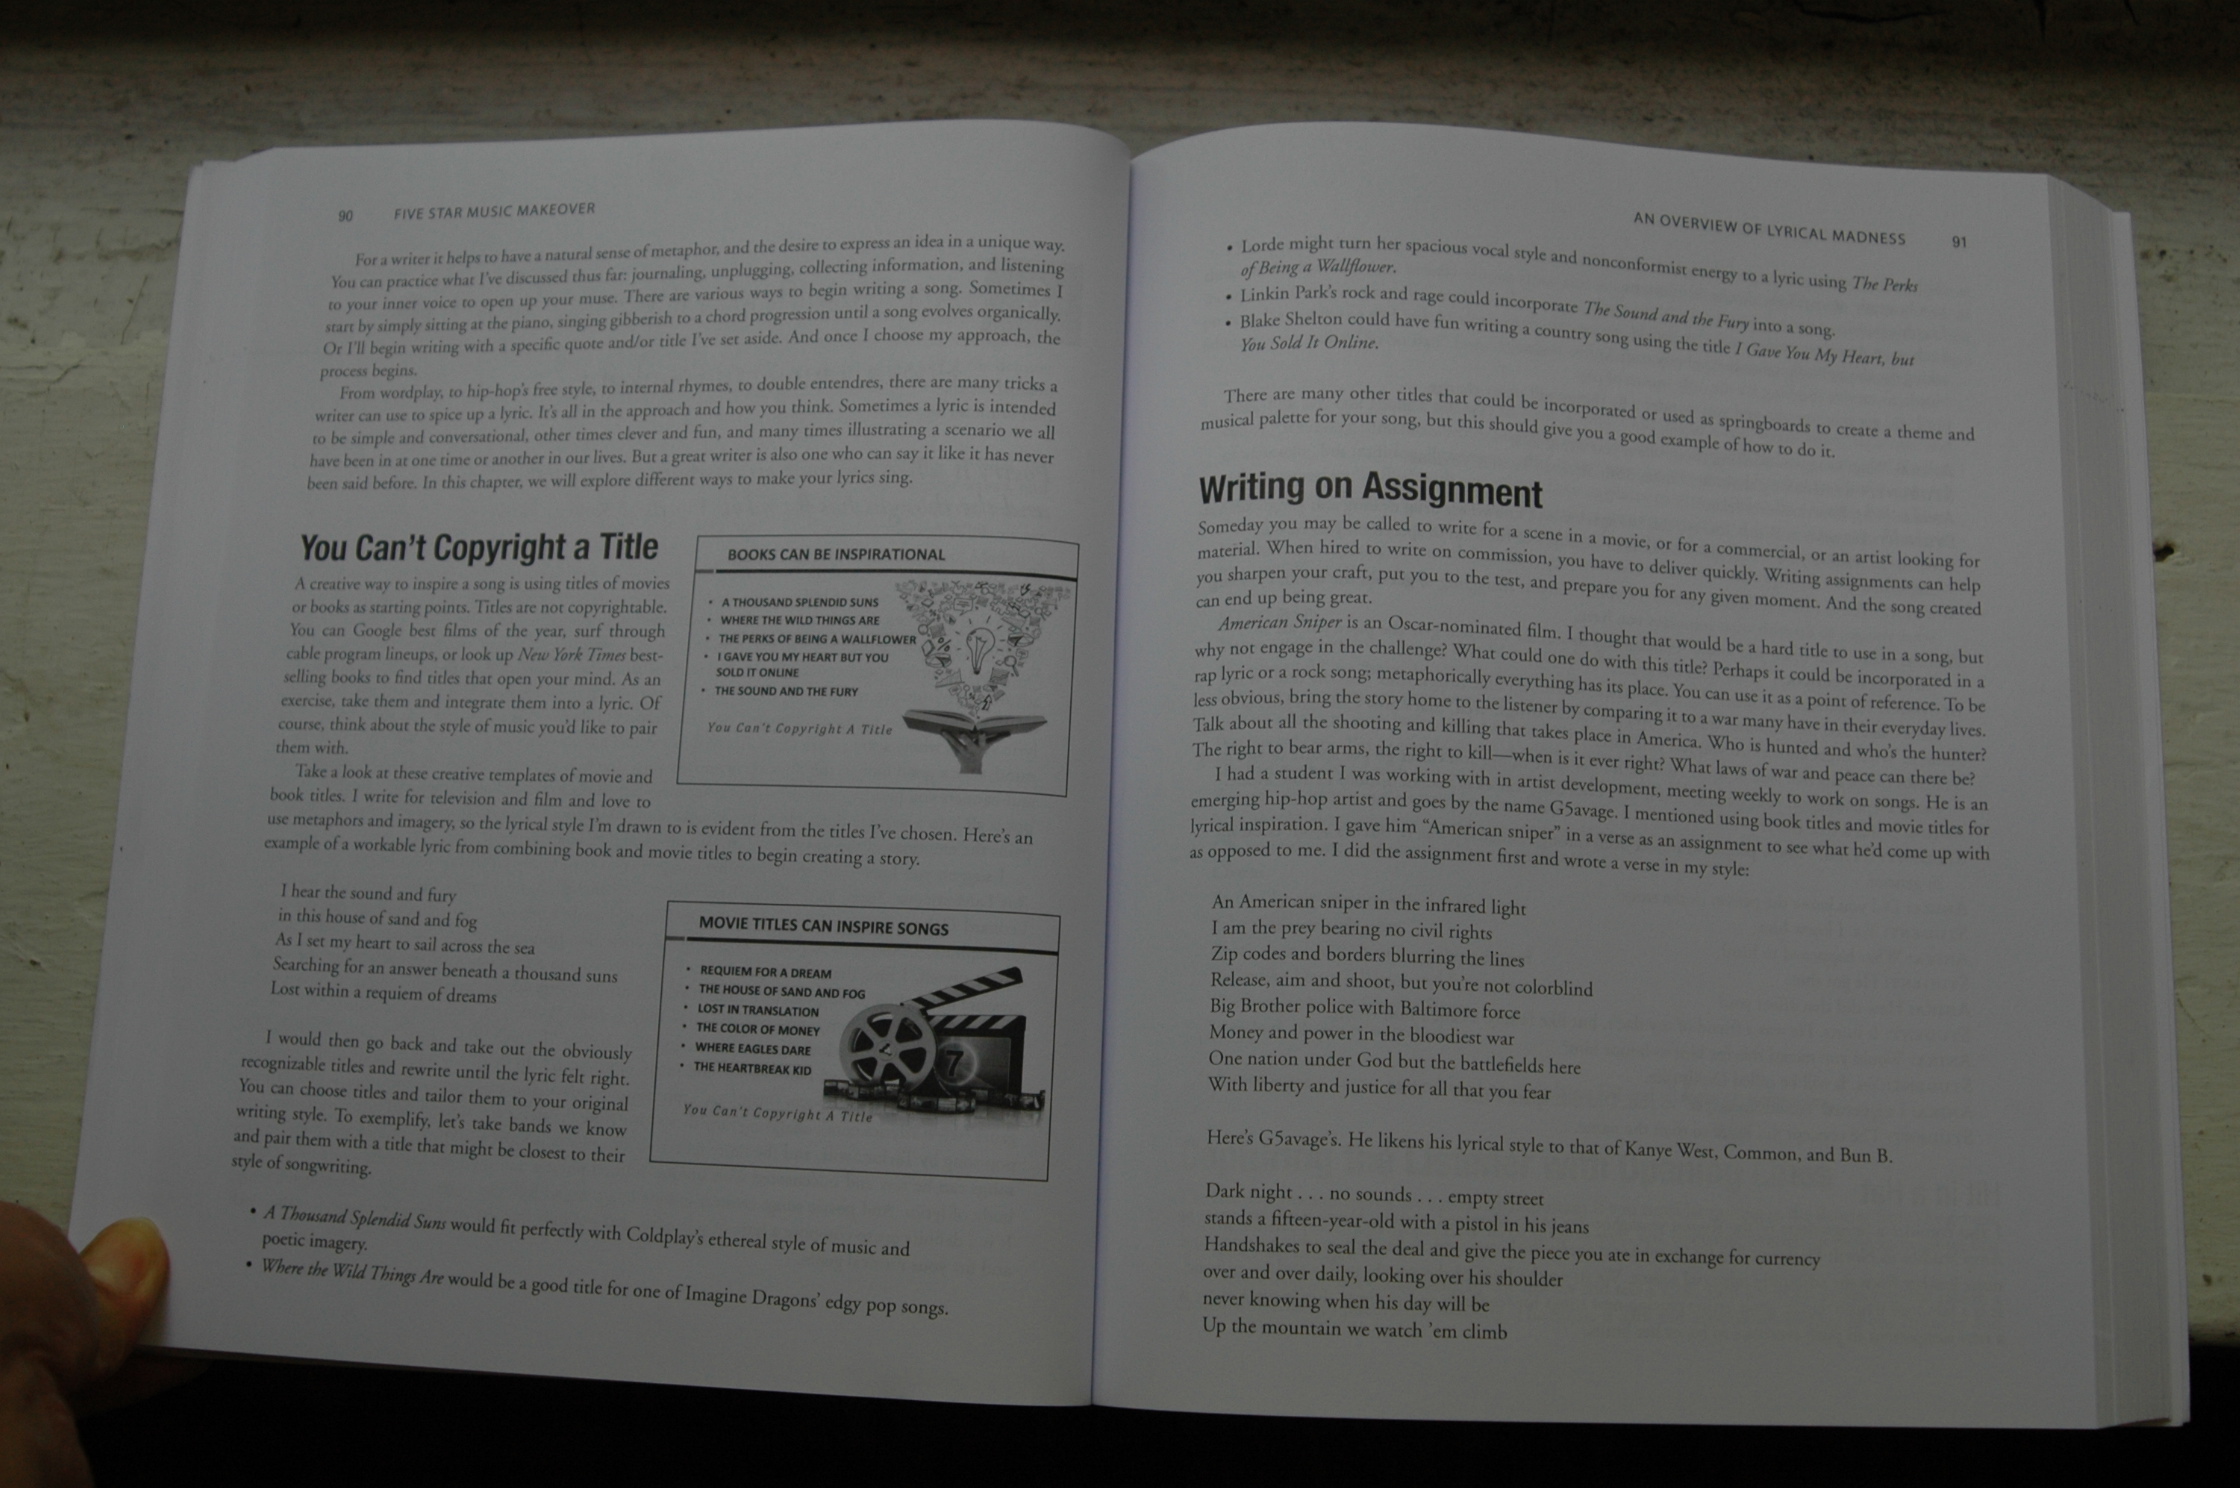 90 FIVE STAR MUSIC MAKEOVER
For a writer it helps to have a natural sense of metaphor, and the desire to express an idea in a unique way.
You can practice what I've discussed thus far: journaling, unplugging, collecting information, and listening
to your inner voice to open up your muse. There are various ways to begin writing a song. Sometimes I
start by simply sitting at the piano, singing gibberish to a chord progression until a song evolves organically.
Or I'll begin writing with a specific quote and/or title I've set aside. And once I choose my approach, the
process begins.
From wordplay, to hip-hop's free style, to internal rhymes, to double entendres, there are many tricks a
writer can use to spice up a lyric. It's all in the approach and how you think. Sometimes a lyric is intended
to be simple and conversational, other times clever and fun, and many times illustrating a scenario we all
have been in at one time or another in our lives. But a great writer is also one who can say it like it has never
been said before. In this chapter, we will explore different ways to make your lyrics sing.
You Can't Copyright a Title
A creative way to inspire a song is using titles of movies
or books as starting points. Titles are not copyrightable.
You can Google best films of the year, surf through
cable program lineups, or look up New York Times best-
selling books to find titles that open your mind. As an
exercise, take them and integrate them into a lyric. Of
course, think about the style of music you'd like to pair
them with.
Take a look at these creative templates of movie and
book titles. I write for television and film and love to
use metaphors and imagery, so the lyrical style I'm drawn to is evident from the titles I've chosen. Here's an
example of a workable lyric from combining book and movie titles to begin creating a story.
BOOKS CAN BE INSPIRATIONAL
• A THOUSAND SPLENDID SUNS
• WHERE THE WILD THINGS ARE
• THE PERKS OF BEING A WALLFLOWER
• I GAVE YOU MY HEART BUT YOU
SOLD IT ONLINE
• THE SOUND AND THE FURY
You Can't Copyright A Title
I hear the sound and fury
in this house of sand and fog
As I set my heart to sail across the sea
Searching for an answer beneath a thousand suns
Lost within a requiem of dreams
I would then go back and take out the obviously
recognizable titles and rewrite until the lyric felt right.
You can choose titles and tailor them to your original
writing style. To exemplify, let's take bands we know
and pair them with a title that might be closest to their
style of songwriting.
MOVIE TITLES CAN INSPIRE SONGS
• REQUIEM FOR A DREAM
• THE HOUSE OF SAND AND FOG
• LOST IN TRANSLATION
• THE COLOR OF MONEY
• WHERE EAGLES DARE
• THE HEARTBREAK KID
7
You Can't Copyright A Title
• A Thousand Splendid Suns would fit perfectly with Coldplay's ethereal style of music and
poetic imagery.
• Where the Wild Things Are would be a good title for one of Imagine Dragons' edgy pop songs.
AN OVERVIEW OF LYRICAL MADNESS 91
• Lorde might turn her spacious vocal style and nonconformist energy to a lyric using The Perks
of Being a Wallflower.
• Linkin Park's rock and rage could incorporate The Sound and the Fury into a song.
• Blake Shelton could have fun writing a country song using the title I Gave You My Heart, but
You Sold It Online.
There are many other titles that could be incorporated or used as springboards to create a theme and
musical palette for your song, but this should give you a good example of how to do it.
Writing on Assignment
Someday you may be called to write for a scene in a movie, or for a commercial, or an artist looking for
material. When hired to write on commission, you have to deliver quickly. Writing assignments can help
you sharpen your craft, put you to the test, and prepare you for any given moment. And the song created
can end up being great.
American Sniper is an Oscar-nominated film. I thought that would be a hard title to use in a song, but
why not engage in the challenge? What could one do with this title? Perhaps it could be incorporated in a
rap lyric or a rock song; metaphorically everything has its place. You can use it as a point of reference. To be
less obvious, bring the story home to the listener by comparing it to a war many have in their everyday lives.
Talk about all the shooting and killing that takes place in America. Who is hunted and who's the hunter?
The right to bear arms, the right to kill—when is it ever right? What laws of war and peace can there be?
I had a student I was working with in artist development, meeting weekly to work on songs. He is an
emerging hip-hop artist and goes by the name G5avage. I mentioned using book titles and movie titles for
lyrical inspiration. I gave him "American sniper" in a verse as an assignment to see what he'd come up with
as opposed to me. I did the assignment first and wrote a verse in my style:
An American sniper in the infrared light
I am the prey bearing no civil rights
Zip codes and borders blurring the lines
Release, aim and shoot, but you're not colorblind
Big Brother police with Baltimore force
Money and power in the bloodiest war
One nation under God but the battlefields here
With liberty and justice for all that you fear
Here's G5avage's. He likens his lyrical style to that of Kanye West, Common, and Bun B.
Dark night . . . no sounds . . . empty street
stands a fifteen-year-old with a pistol in his jeans
Handshakes to seal the deal and give the piece you ate in exchange for currency
over and over daily, looking over his shoulder
never knowing when his day will be
Up the mountain we watch 'em climb